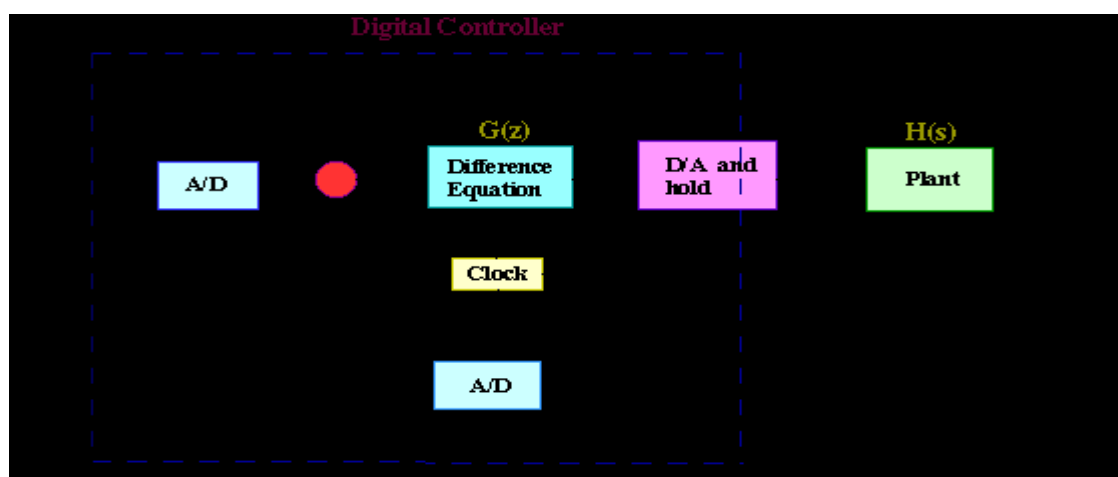 Digital Controller
G(z)
H(s)
A/D
Difference
Equation
D/A and
hold
Plant
Clock
A/D